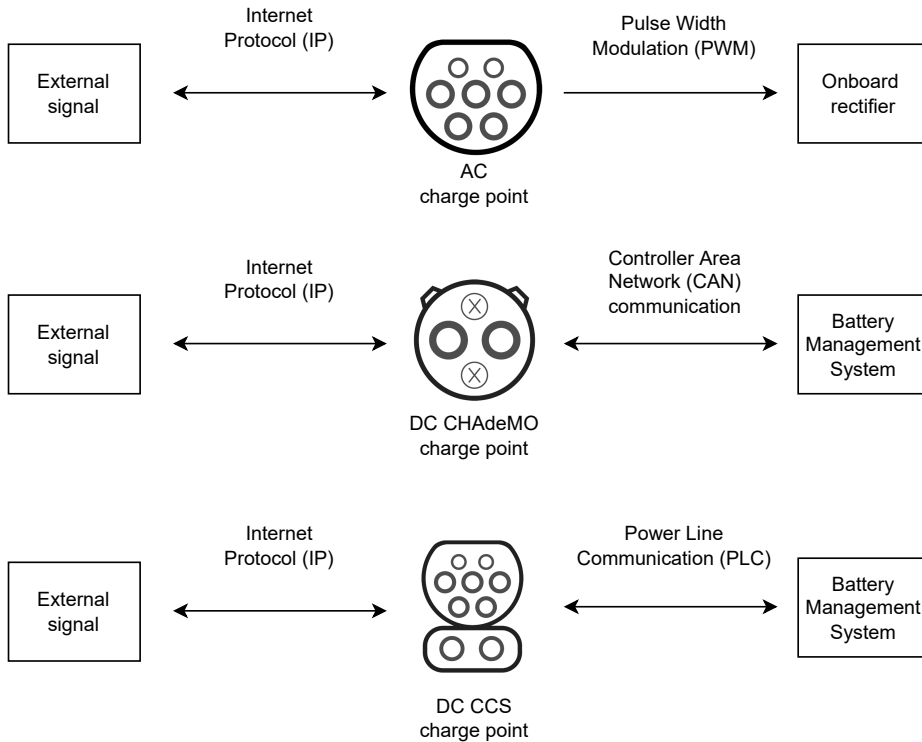 Internet
Protocol (IP)
Pulse Width
Modulation (PWM)
External
signal
Onboard
rectifier
AC
charge point
Internet
Protocol (IP)
Controller Area
Network (CAN)
communication
External
signal
Battery
Management
System
DC CHAdeMO
charge point
Internet
Protocol (IP)
Power Line
Communication (PLC)
External
signal
Battery
Management
System
DC CCS
charge point